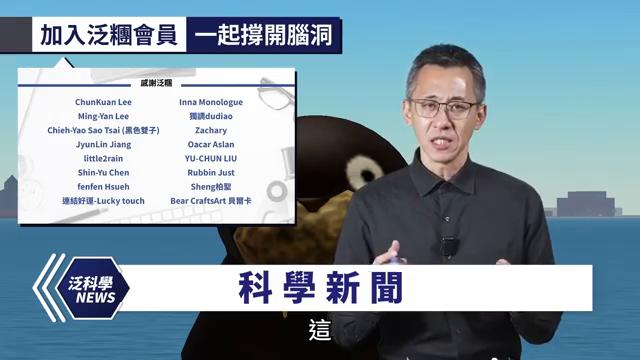 加入泛糰會員 一起撐開腦洞
感謝泛糰
ChunKuan Lee
Ming-Yan Lee
Chieh-Yao Sao Tsai (黑色雙子)
JyunLin Jiang
little2rain
Shin-Yu Chen
fenfen Hsueh
連結好運-Lucky touch
Inna Monologue
獨調dudiao
Zachary
Oacar Aslan
YU-CHUN LIU
Rubbin Just
Sheng柏聖
Bear CraftsArt 貝爾卡
泛科學
NEWS
科學新聞
這